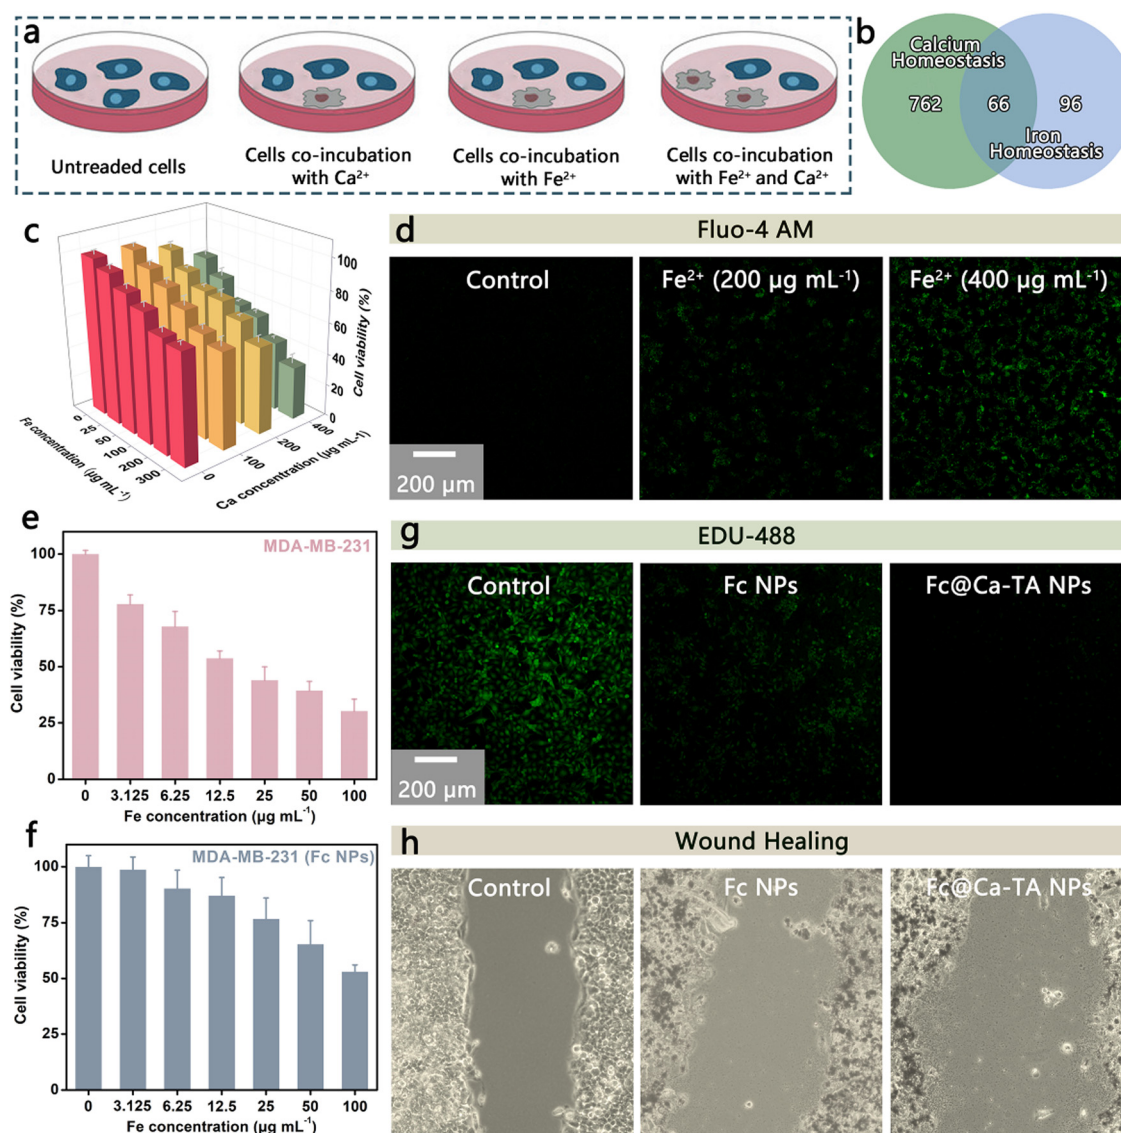 a
Untreaded cells
Cells co-incubation
with Ca²⁺
Cells co-incubation
with Fe²⁺
Cells co-incubation
with Fe²⁺ and Ca²⁺
b
Calcium
Homeostasis
762
66
96
Iron
Homeostasis
c
100
80
60
40
20
0
Cell viability (%)
0
25
50
100
200
300
Fe concentration (μg mL⁻¹)
0
100
200
400
Ca concentration (μg mL⁻¹)
d
Fluo-4 AM
Control
Fe²⁺ (200 μg mL⁻¹)
Fe²⁺ (400 μg mL⁻¹)
200 μm
e
MDA-MB-231
Cell viability (%)
100
75
50
25
0
0 3.125 6.25 12.5 25 50 100
Fe concentration (μg mL⁻¹)
f
MDA-MB-231 (Fc NPs)
Cell viability (%)
100
75
50
25
0
0 3.125 6.25 12.5 25 50 100
Fe concentration (μg mL⁻¹)
g
EDU-488
Control
Fc NPs
Fc@Ca-TA NPs
200 μm
h
Wound Healing
Control
Fc NPs
Fc@Ca-TA NPs